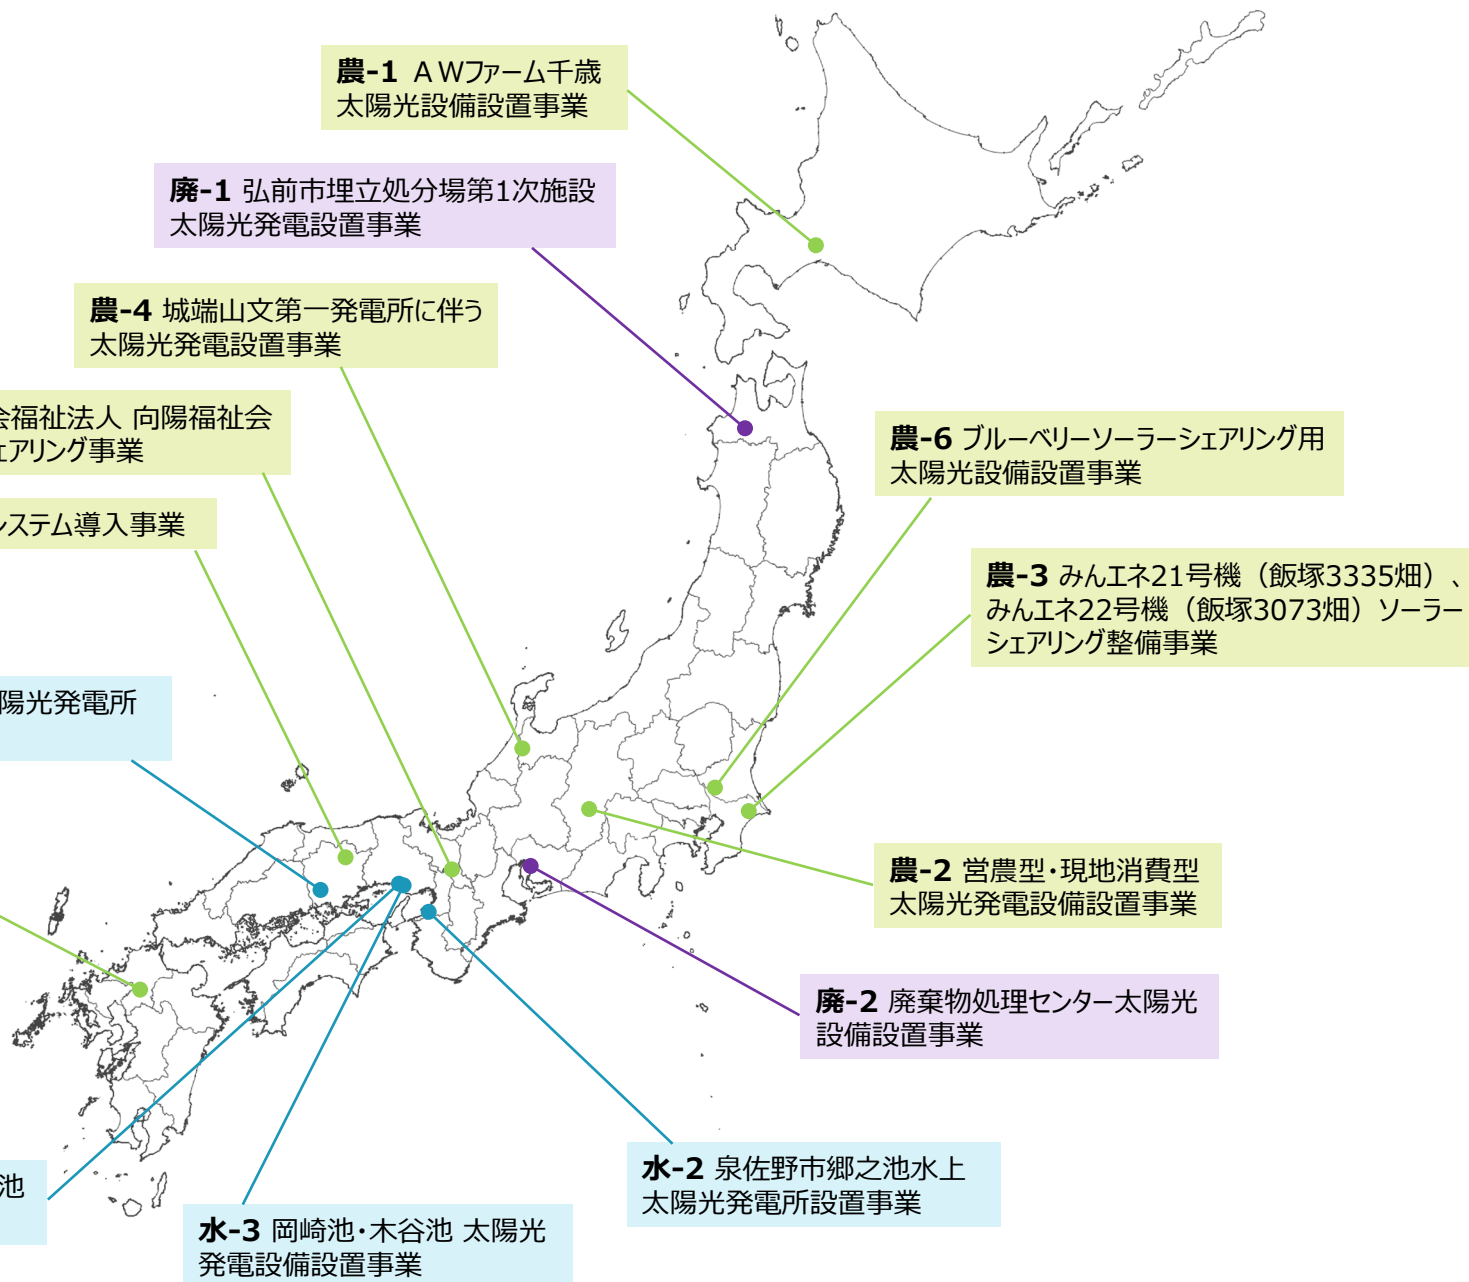 農-1 ＡＷファーム千歳
太陽光設備設置事業
廃-1 弘前市埋立処分場第1次施設
太陽光発電設置事業
農-4 城端山文第一発電所に伴う
太陽光発電設置事業
会福祉法人 向陽福祉会
ェアリング事業
システム導入事業
陽光発電所
農-6 ブルーベリーソーラーシェアリング用
太陽光設備設置事業
農-3 みんエネ21号機（飯塚3335畑）、
みんエネ22号機（飯塚3073畑）ソーラー
シェアリング整備事業
農-2 営農型・現地消費型
太陽光発電設備設置事業
廃-2 廃棄物処理センター太陽光
設備設置事業
水-2 泉佐野市郷之池水上
太陽光発電所設置事業
池
水-3 岡崎池・木谷池 太陽光
発電設備設置事業